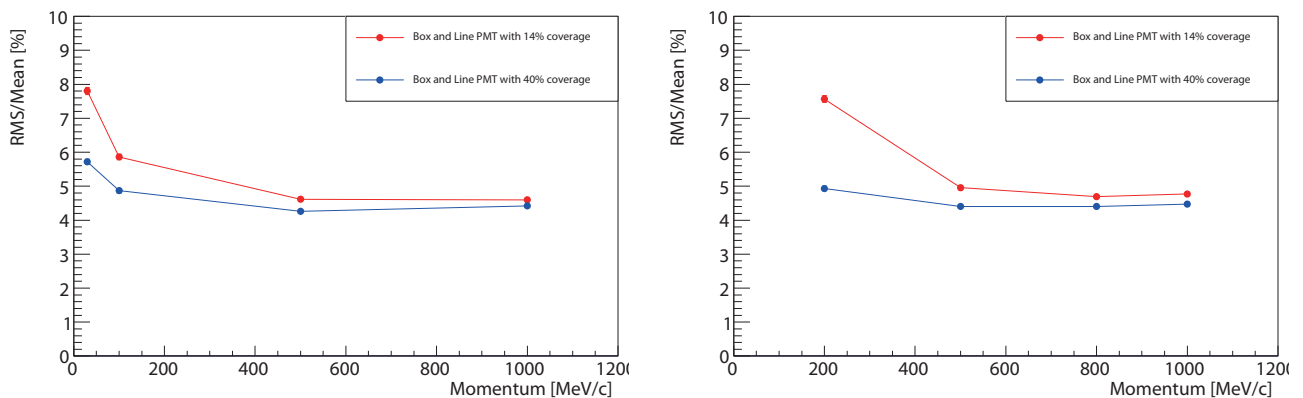 10
9
8
7
6
5
4
3
2
1
0
RMS/Mean [%]
Box and Line PMT with 14% coverage
Box and Line PMT with 40% coverage
0 200 400 600 800 1000 1200
Momentum [MeV/c]
10
9
8
7
6
5
4
3
2
1
0
RMS/Mean [%]
Box and Line PMT with 14% coverage
Box and Line PMT with 40% coverage
0 200 400 600 800 1000 1200
Momentum [MeV/c]